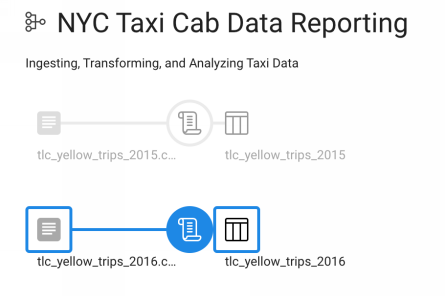 NYC Taxi Cab Data Reporting
Ingesting, Transforming, and Analyzing Taxi Data
tlc_yellow_trips_2015.c... tlc_yellow_trips_2015
tlc_yellow_trips_2016.c... tlc_yellow_trips_2016